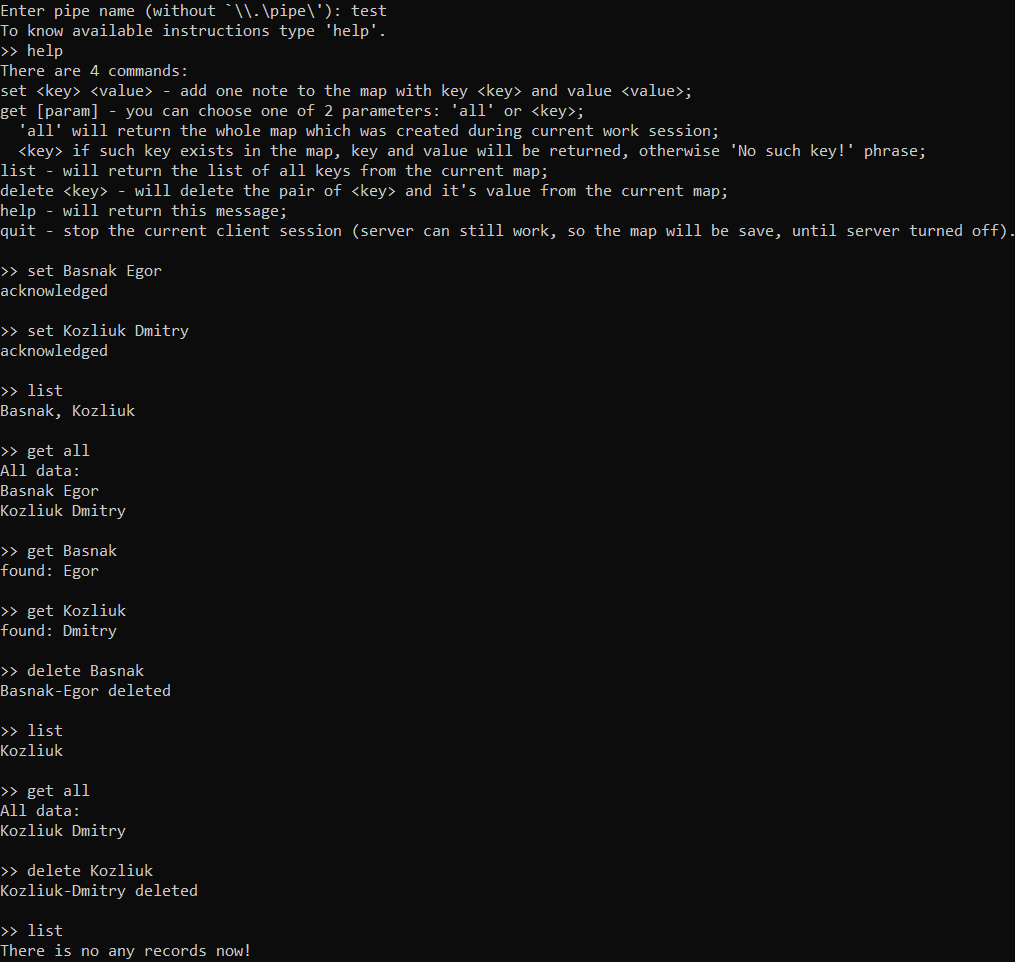 Enter pipe name (without `\\.\pipe\'): test
To know available instructions type 'help'.
>> help
There are 4 commands:
set <key> <value> - add one note to the map with key <key> and value <value>;
get [param] - you can choose one of 2 parameters: 'all' or <key>;
  'all' will return the whole map which was created during current work session;
  <key> if such key exists in the map, key and value will be returned, otherwise 'No such key!' phrase;
list - will return the list of all keys from the current map;
delete <key> - will delete the pair of <key> and it's value from the current map;
help - will return this message;
quit - stop the current client session (server can still work, so the map will be save, until server turned off).
>> set Basnak Egor
acknowledged
>> set Kozliuk Dmitry
acknowledged
>> list
Basnak, Kozliuk
>> get all
All data:
Basnak Egor
Kozliuk Dmitry
>> get Basnak
found: Egor
>> get Kozliuk
found: Dmitry
>> delete Basnak
Basnak-Egor deleted
>> list
Kozliuk
>> get all
All data:
Kozliuk Dmitry
>> delete Kozliuk
Kozliuk-Dmitry deleted
>> list
There is no any records now!